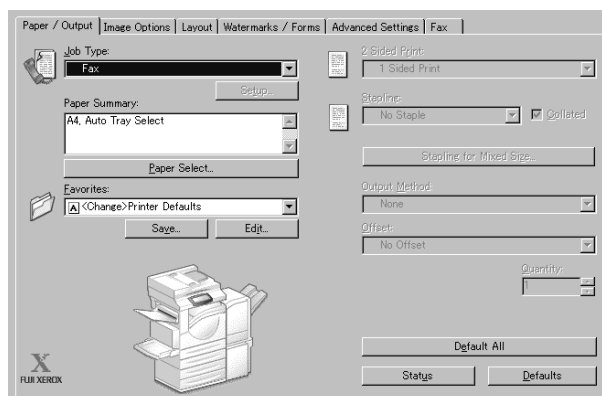 Paper / Output Image Options Layout Watermarks / Forms Advanced Settings Fax
Job Type:
Fax
Setup...
Paper Summary:
A4, Auto Tray Select
Paper Select...
Favorites:
A <Change>Printer Defaults
Save... Edit...
FUJI XEROX
2 Sided Print:
1 Sided Print
Stapling:
No Staple
Collated
Stapling for Mixed Size...
Output Method:
None
Offset:
No Offset
Quantity:
1
Default All
Status Defaults